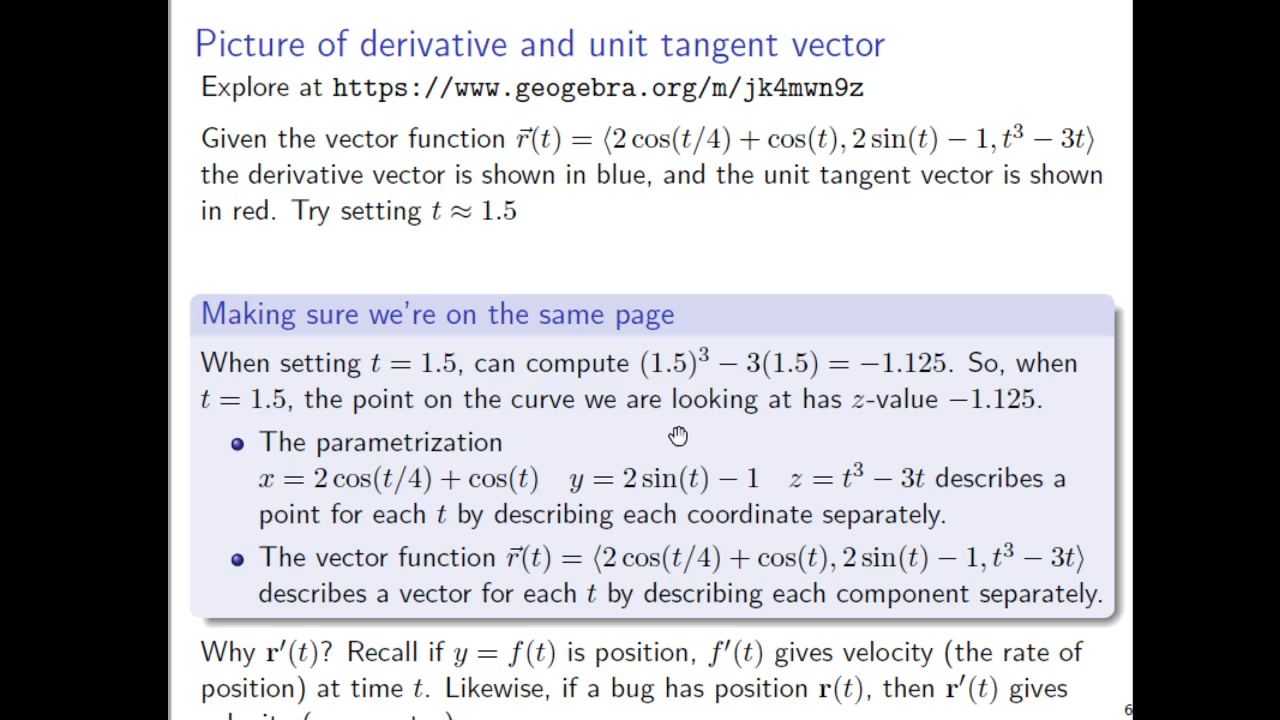 Picture of derivative and unit tangent vector
Explore at https://www.geogebra.org/m/jk4mwn9z
Given the vector function r⃗(t) = ⟨2 cos(t/4) + cos(t), 2 sin(t) − 1, t³ − 3t⟩
the derivative vector is shown in blue, and the unit tangent vector is shown
in red. Try setting t ≈ 1.5
Making sure we're on the same page
When setting t = 1.5, can compute (1.5)³ − 3(1.5) = −1.125. So, when
t = 1.5, the point on the curve we are looking at has z-value −1.125.
• The parametrization
x = 2 cos(t/4) + cos(t) y = 2 sin(t) − 1 z = t³ − 3t describes a
point for each t by describing each coordinate separately.
• The vector function r⃗(t) = ⟨2 cos(t/4) + cos(t), 2 sin(t) − 1, t³ − 3t⟩
describes a vector for each t by describing each component separately.
Why r′(t)? Recall if y = f(t) is position, f′(t) gives velocity (the rate of
position) at time t. Likewise, if a bug has position r(t), then r′(t) gives
6